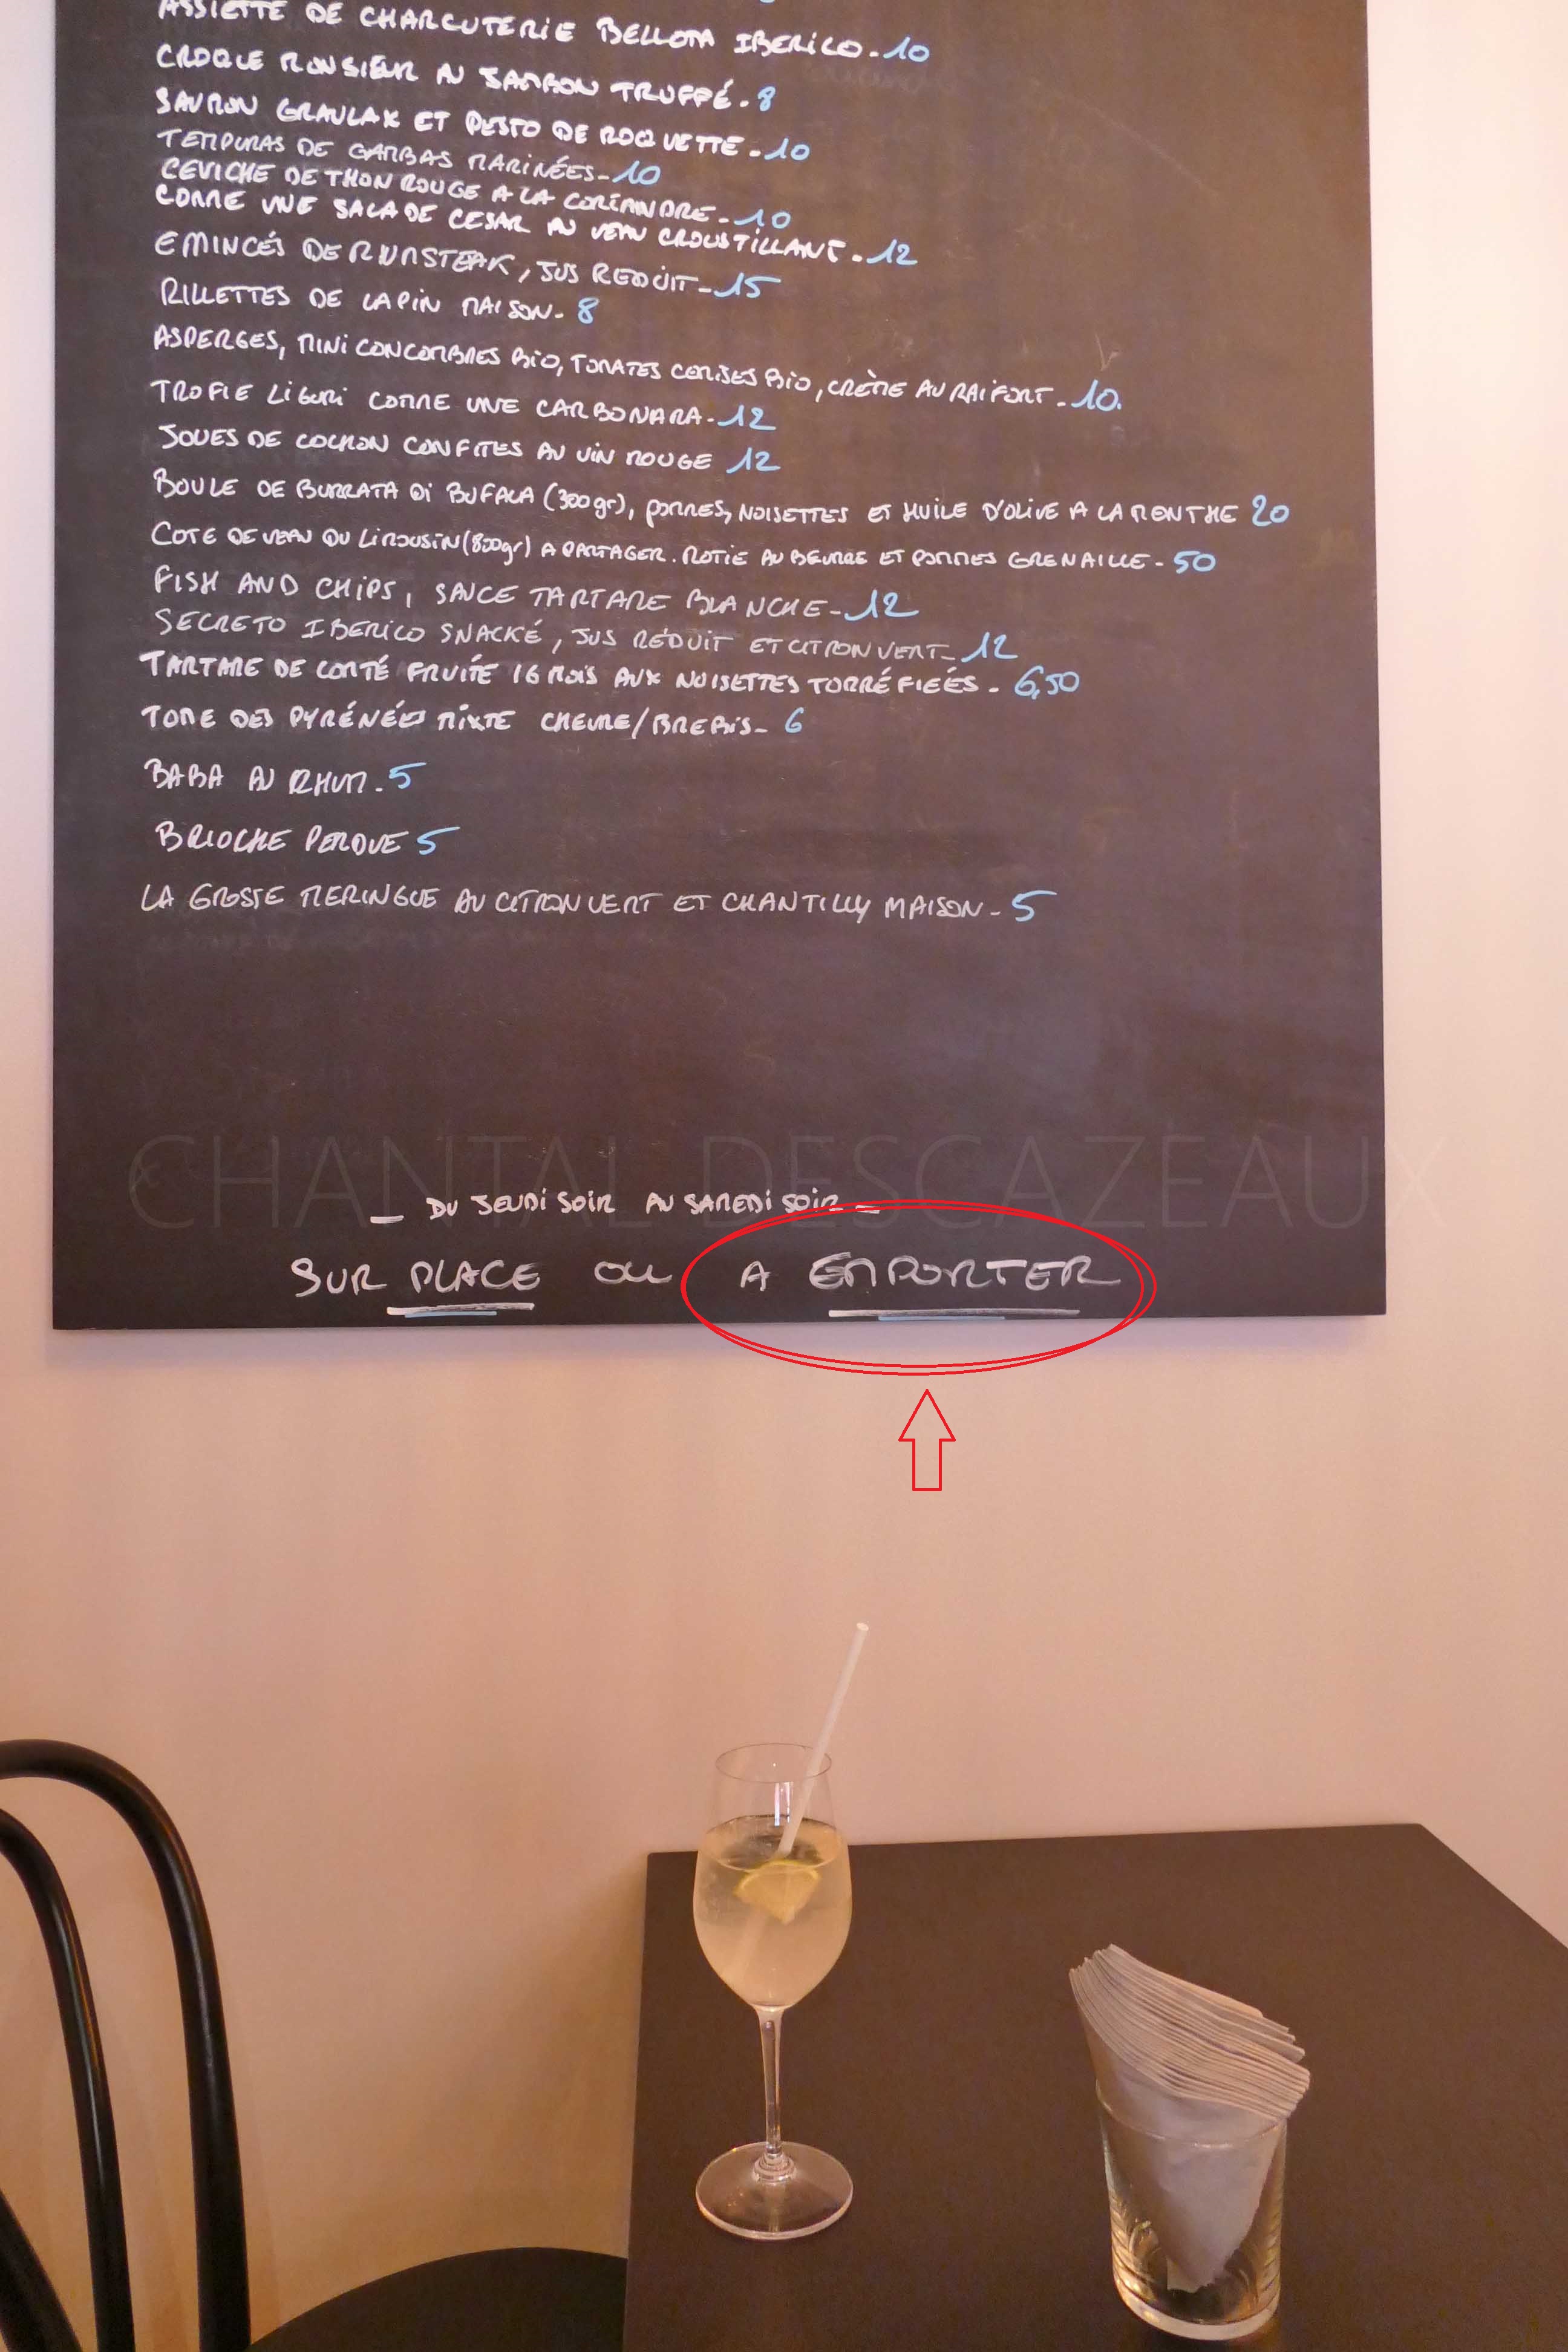 ASSIETTE DE CHARCUTERIE BELLOTA IBERICO - 10
CROQUE MONSIEUR AU JAMBON TRUFFÉ - 8
SAUMON GRAVLAX ET PESTO DE ROQUETTE - 10
TEMPURAS DE GAMBAS MARINÉES - 10
CEVICHE DE THON ROUGE A LA CORIANDRE - 10
COMME UNE SALADE CESAR AU VEAU CROUSTILLANT - 12
EMINCÉS DE RUMSTEAK, JUS REDUIT - 15
RILLETTES DE LAPIN MAISON - 8
ASPERGES, MINI CONCOMBRES BIO, TOMATES CERISES BIO, CRÈME AU RAIFORT - 10.
TROFIE LIGURI COMME UNE CARBONARA - 12
JOUES DE COCHON CONFITES AU VIN ROUGE 12
BOULE DE BURRATA DI BUFALA (300gr), POMMES, NOISETTES ET HUILE D'OLIVE A LA MENTHE 20
COTE DE VEAU DU LIMOUSIN (800gr) A PARTAGER. ROTIE AU BEURRE ET POMMES GRENAILLE - 50
FISH AND CHIPS, SAUCE TARTARE BLANCHE - 12
SECRETO IBERICO SNACKÉ, JUS RÉDUIT ET CITRON VERT - 12
TARTARE DE COMTÉ FRUITÉ 16 MOIS AUX NOISETTES TORRÉFIEÉS - 6,50
TOME DES PYRÉNÉES MIXTE CHEVRE/BREBIS - 6
BABA AU RHUM - 5
BRIOCHE PERDUE 5
LA GROSSE MERINGUE AU CITRON VERT ET CHANTILLY MAISON - 5
CHANTAL DESCAZEAUX
_ DU JEUDI SOIR AU SAMEDI SOIR _
SUR PLACE OU A EMPORTER